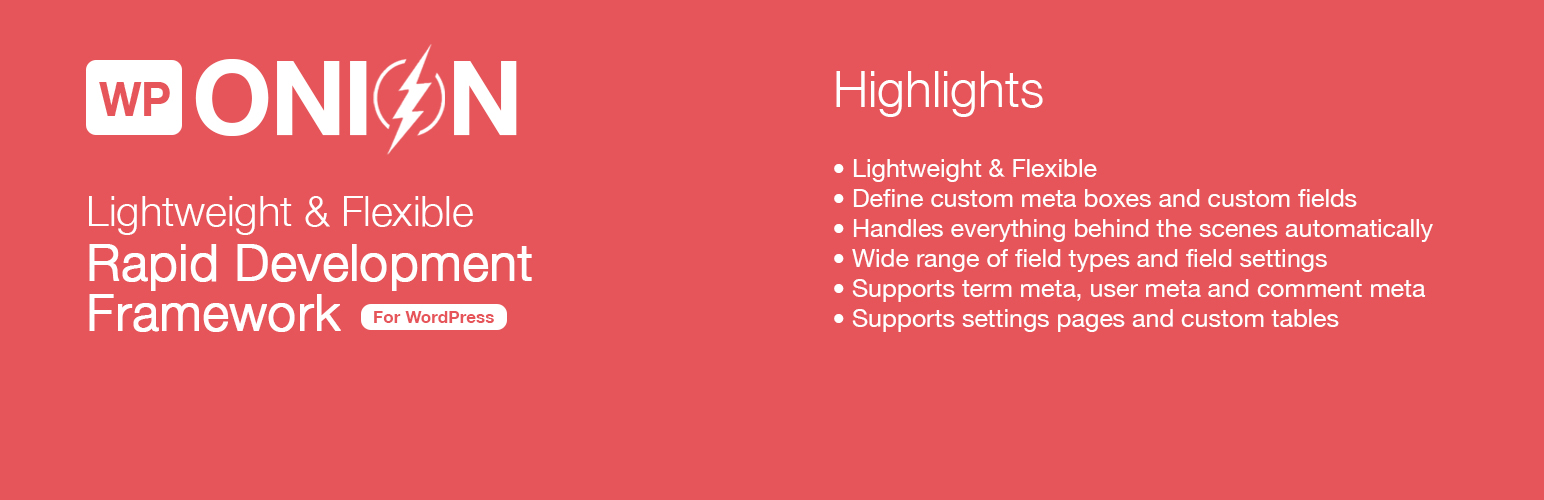 WP ONION
Lightweight & Flexible
Rapid Development
Framework For WordPress
Highlights
• Lightweight & Flexible
• Define custom meta boxes and custom fields
• Handles everything behind the scenes automatically
• Wide range of field types and field settings
• Supports term meta, user meta and comment meta
• Supports settings pages and custom tables